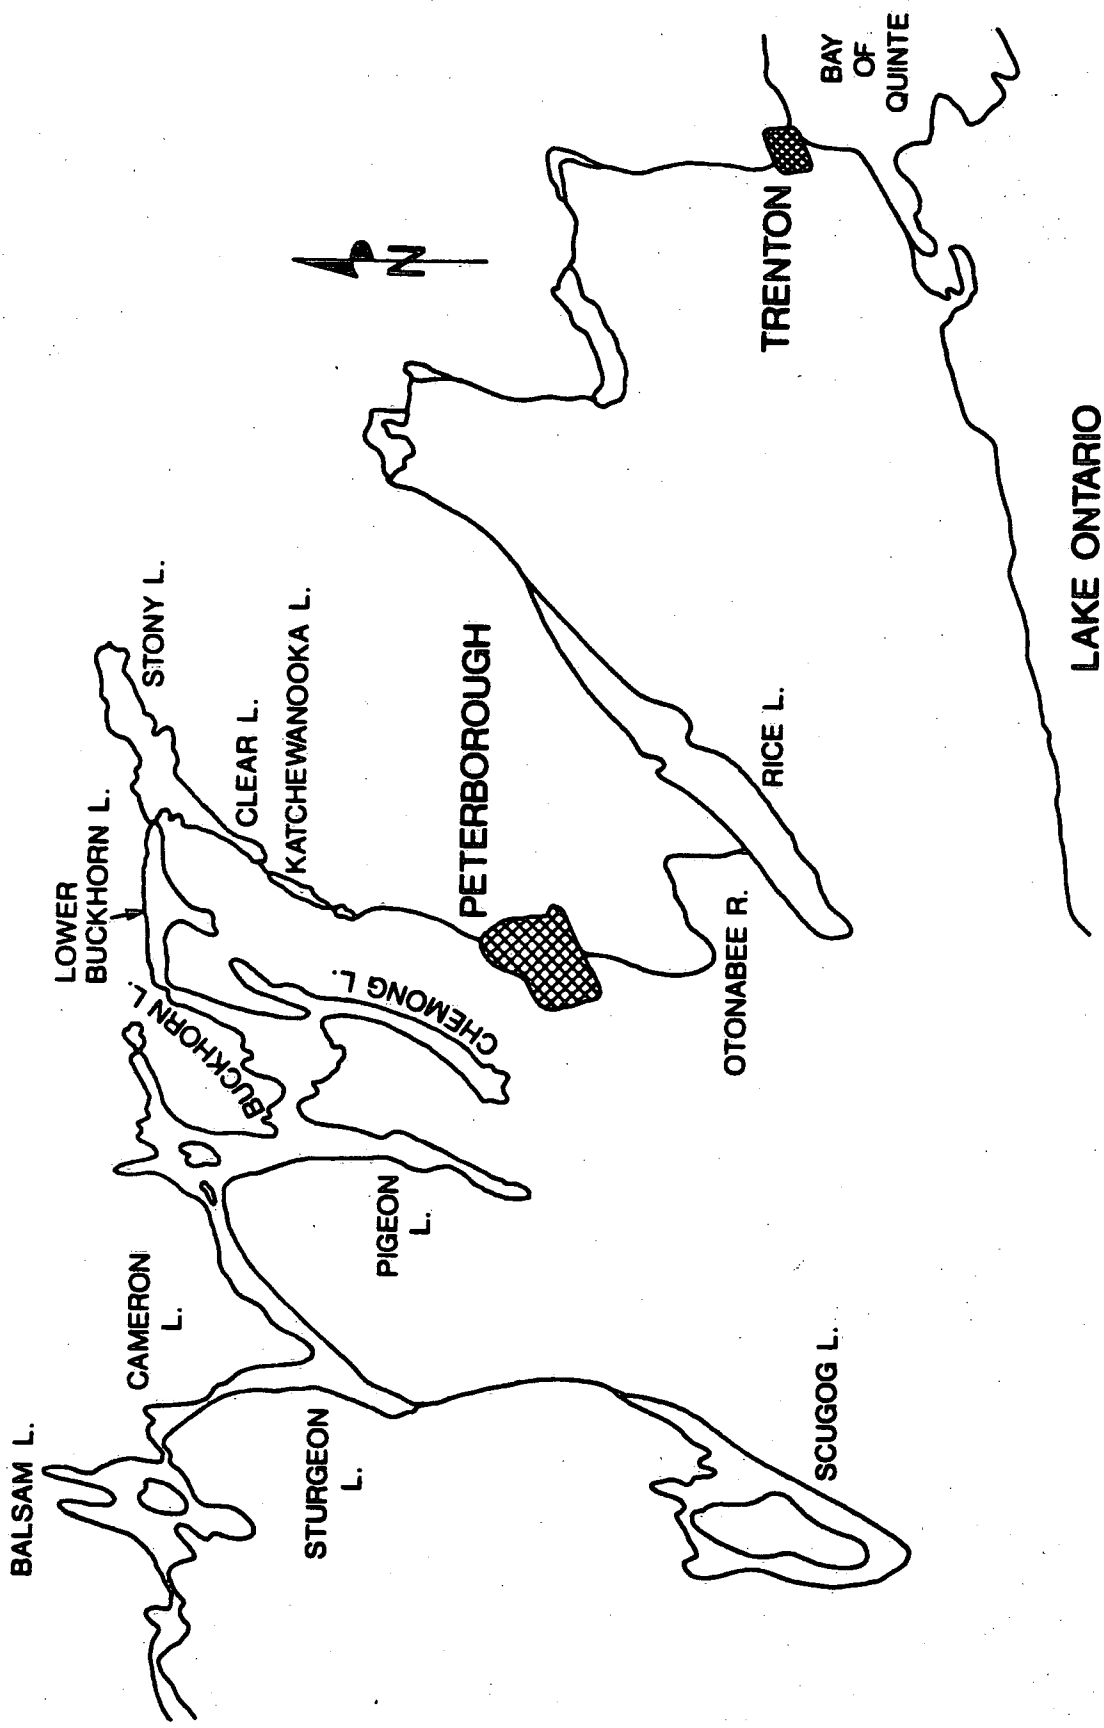 BALSAM L.
CAMERON
L.
STURGEON
L.
SCUGOG L.
PIGEON
L.
BUCKHORN L.
LOWER
BUCKHORN L.
CHEMONG L.
STONY L.
CLEAR L.
KATCHEWANOOKA L.
PETERBOROUGH
OTONABEE R.
RICE L.
N
TRENTON
BAY
OF
QUINTE
LAKE ONTARIO